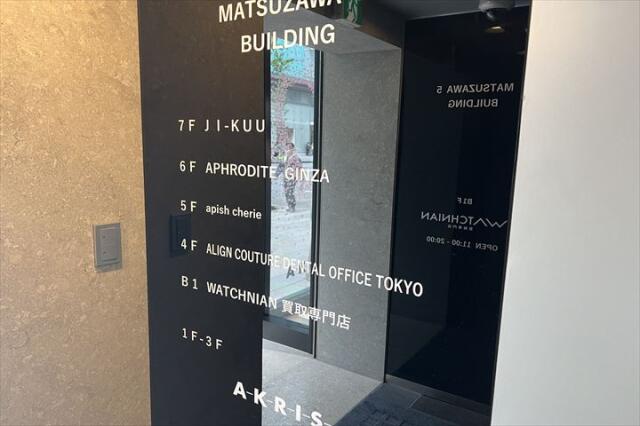 MATSUZAWA
BUILDING
7F JI-KUU
6F APHRODITE GINZA
5F apish cherie
4F ALIGN COUTURE DENTAL OFFICE TOKYO
B1 WATCHNIAN 買取専門店
1F-3F
A-K-R-I-S-
MATSUZAWA 5
BUILDING
B1F
WATCHNIAN
OPEN 11:00-20:00